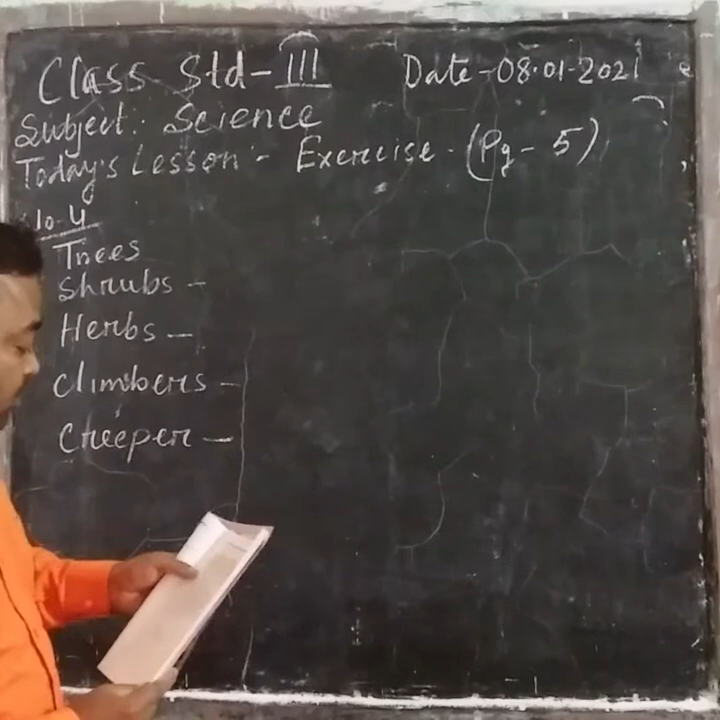 Class Std-III Date-08.01.2021
Subject: Science
Today's Lesson:- Exercise. (Pg-5)
No.4
Trees
Shrubs -
Herbs -
Climbers -
Creeper -